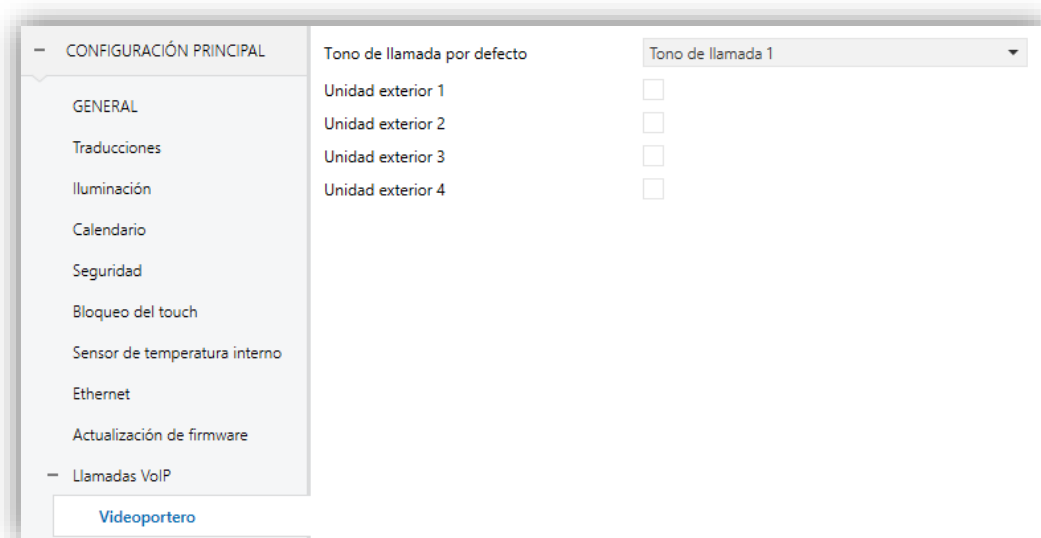 CONFIGURACIÓN PRINCIPAL
GENERAL
Traducciones
Iluminación
Calendario
Seguridad
Bloqueo del touch
Sensor de temperatura interno
Ethernet
Actualización de firmware
Llamadas VoIP
Videoportero
Tono de llamada por defecto
Tono de llamada 1
Unidad exterior 1
Unidad exterior 2
Unidad exterior 3
Unidad exterior 4